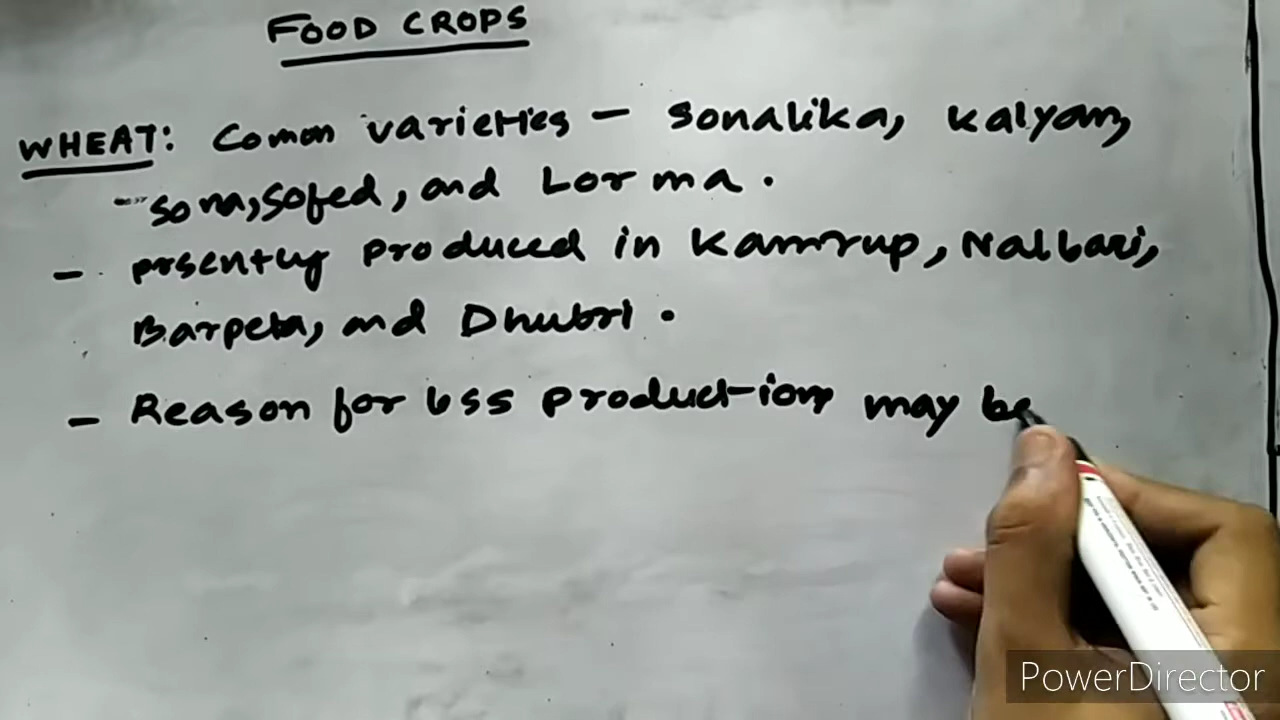 FOOD CROPS
WHEAT: Comon varieties - Sonalika, Kalyan,
Sona, Sofed, and Lorma.
- prsently produced in Kamrup, Nalbari,
Barpeta, and Dhubri.
- Reason for less production may be
PowerDirector